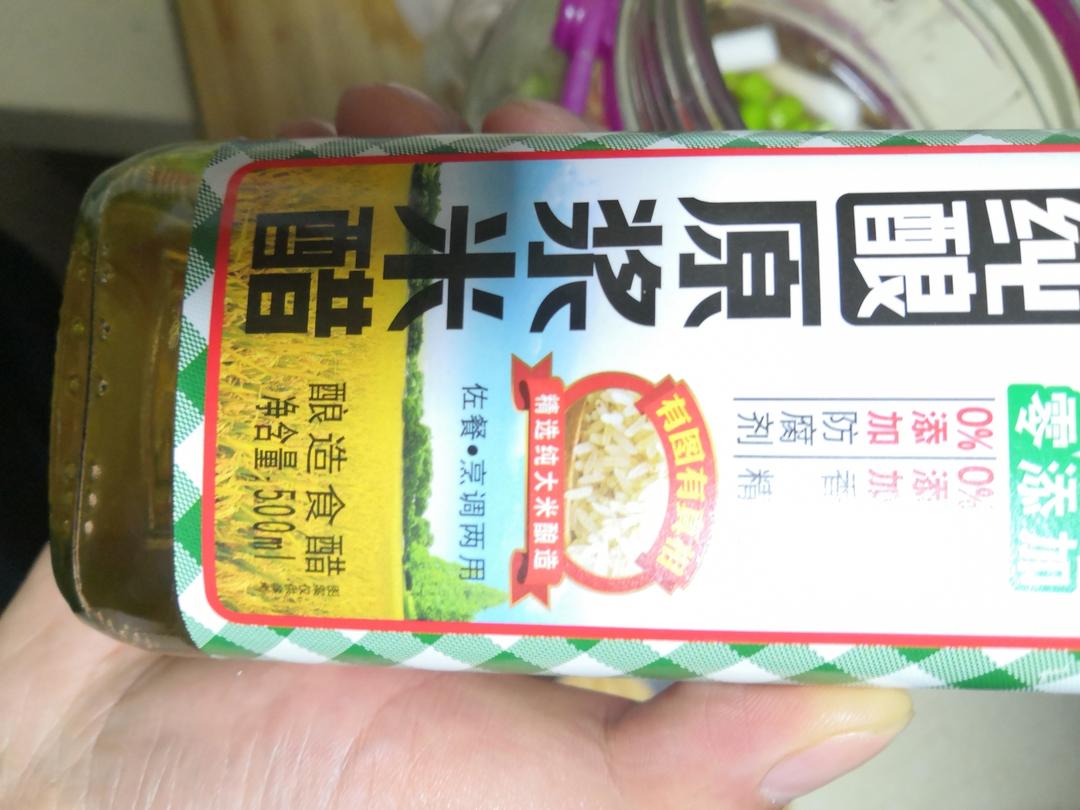 纯酿
原浆米醋
零添加
0%添加防腐剂
0%添加香精
有图有真相
精选纯大米酿造
佐餐•烹调两用
酿造食醋
净含量:500ml